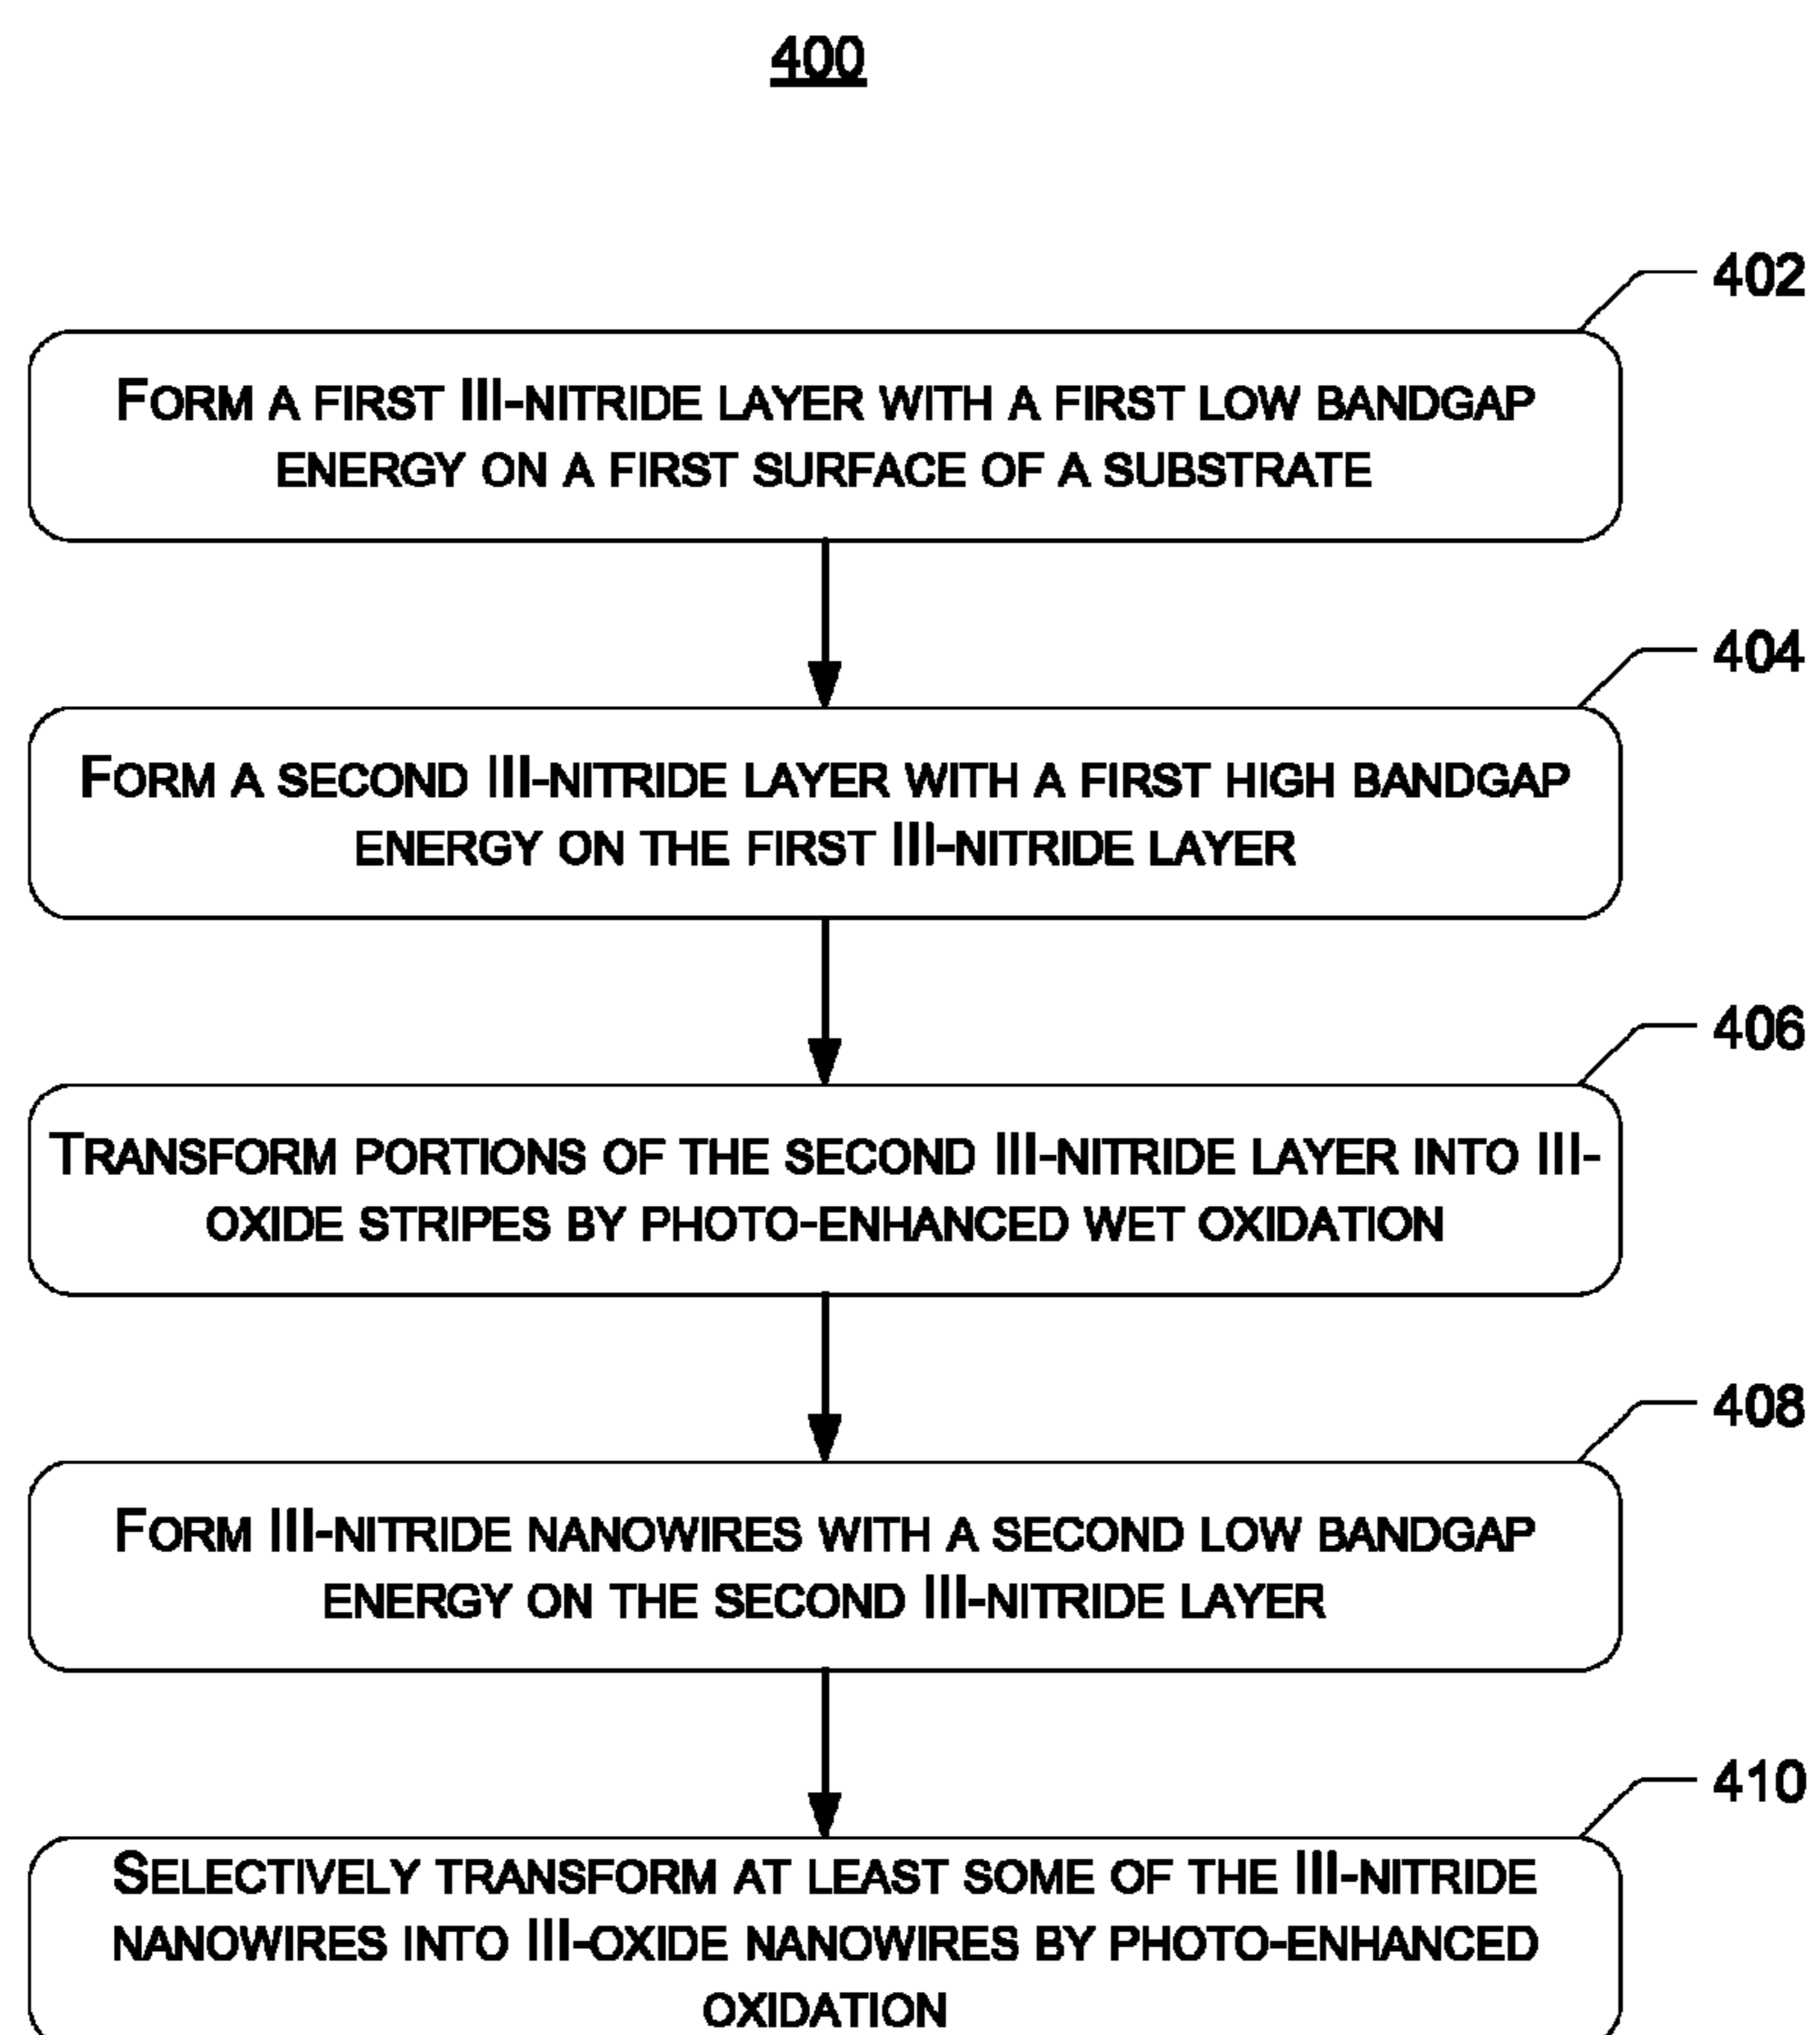 400
402
FORM A FIRST III-NITRIDE LAYER WITH A FIRST LOW BANDGAP
ENERGY ON A FIRST SURFACE OF A SUBSTRATE
404
FORM A SECOND III-NITRIDE LAYER WITH A FIRST HIGH BANDGAP
ENERGY ON THE FIRST III-NITRIDE LAYER
406
TRANSFORM PORTIONS OF THE SECOND III-NITRIDE LAYER INTO III-
OXIDE STRIPES BY PHOTO-ENHANCED WET OXIDATION
408
FORM III-NITRIDE NANOWIRES WITH A SECOND LOW BANDGAP
ENERGY ON THE SECOND III-NITRIDE LAYER
410
SELECTIVELY TRANSFORM AT LEAST SOME OF THE III-NITRIDE
NANOWIRES INTO III-OXIDE NANOWIRES BY PHOTO-ENHANCED
OXIDATION